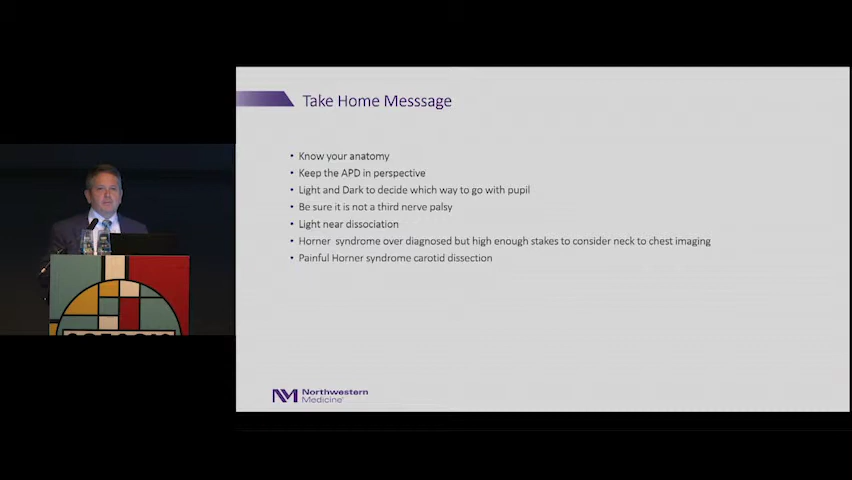 Take Home Messsage
• Know your anatomy
• Keep the APD in perspective
• Light and Dark to decide which way to go with pupil
• Be sure it is not a third nerve palsy
• Light near dissociation
• Horner syndrome over diagnosed but high enough stakes to consider neck to chest imaging
• Painful Horner syndrome carotid dissection
Northwestern
Medicine